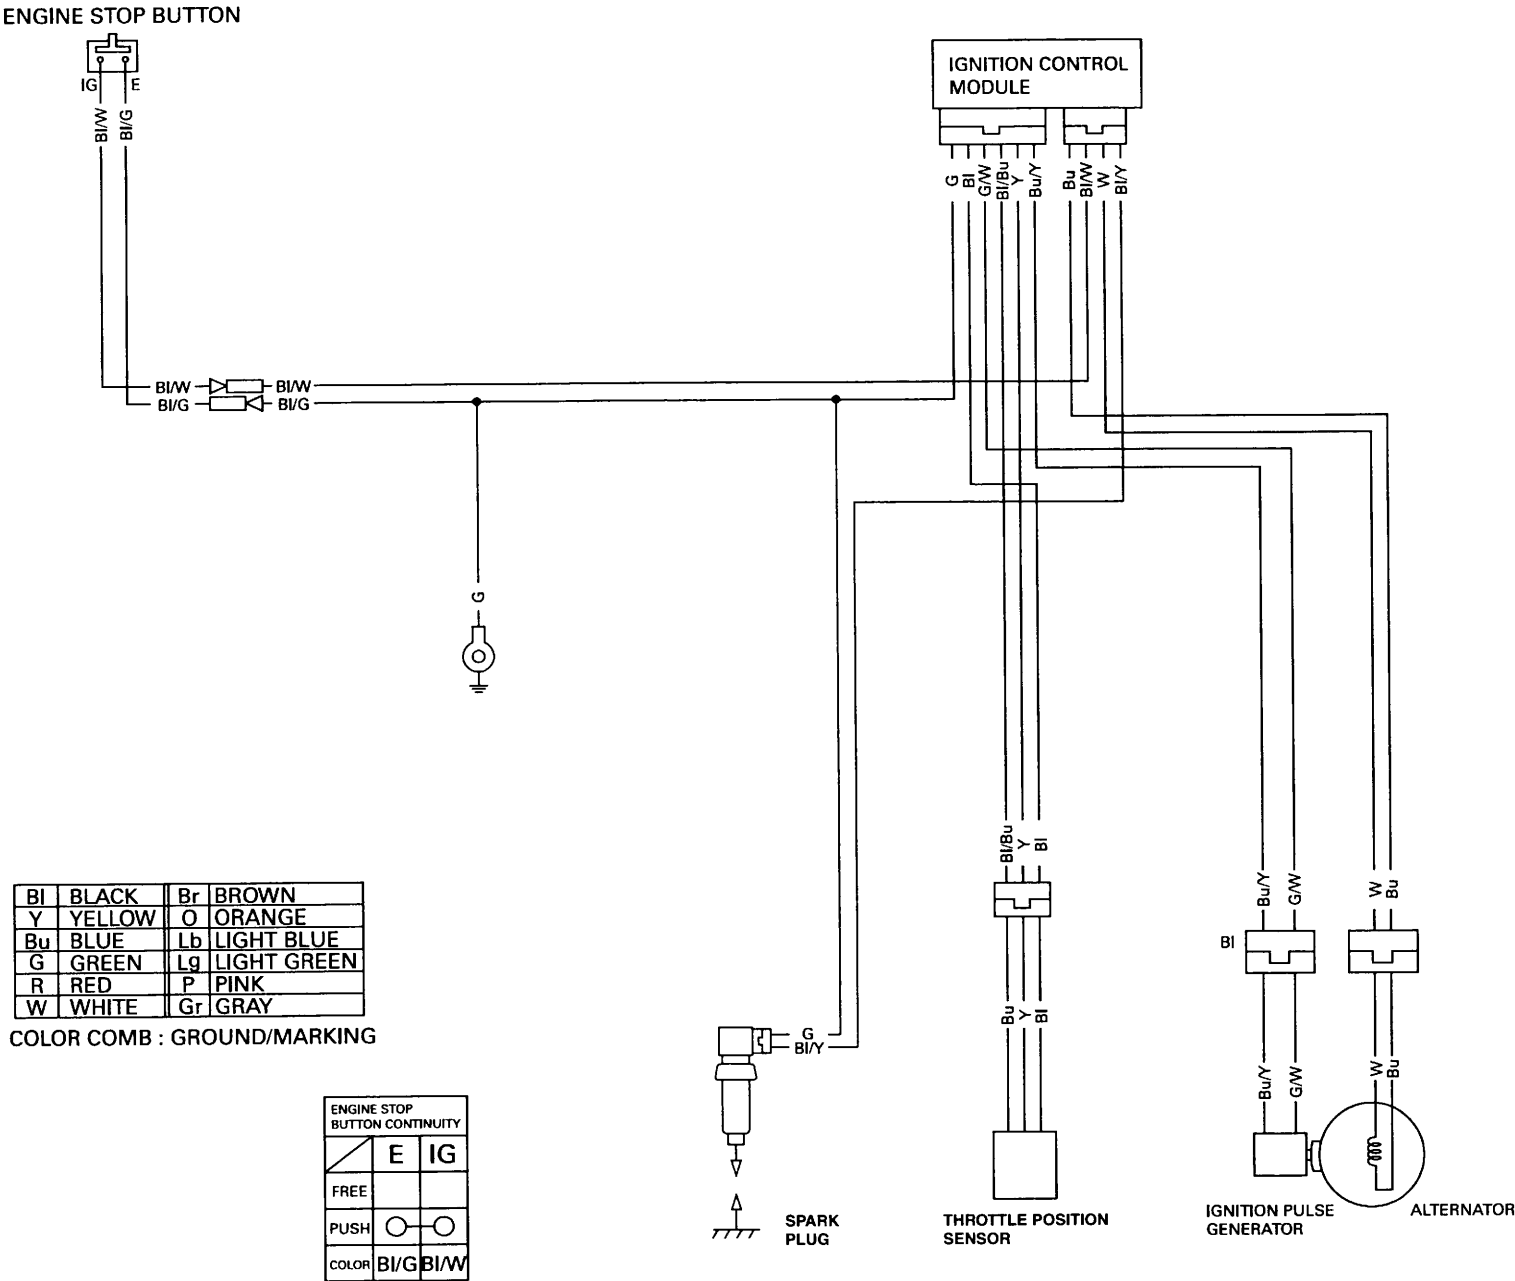 ENGINE STOP BUTTON
IG E
Bl/W Bl/G
IGNITION CONTROL
MODULE
G Bl G/W Bl/Bu Y Bu/Y Bu Bl/W W Bl/Y
Bl/W Bl/W
Bl/G Bl/G
G
Bl/Bu Y Bl
Bu/Y G/W W Bu
Bl
Bu Y Bl
Bu/Y G/W W Bu
G
Bl/Y
Bl BLACK Br BROWN
Y YELLOW O ORANGE
Bu BLUE Lb LIGHT BLUE
G GREEN Lg LIGHT GREEN
R RED P PINK
W WHITE Gr GRAY
COLOR COMB : GROUND/MARKING
ENGINE STOP
BUTTON CONTINUITY
E IG
FREE
PUSH
COLOR Bl/G Bl/W
SPARK
PLUG
THROTTLE POSITION
SENSOR
IGNITION PULSE
GENERATOR
ALTERNATOR